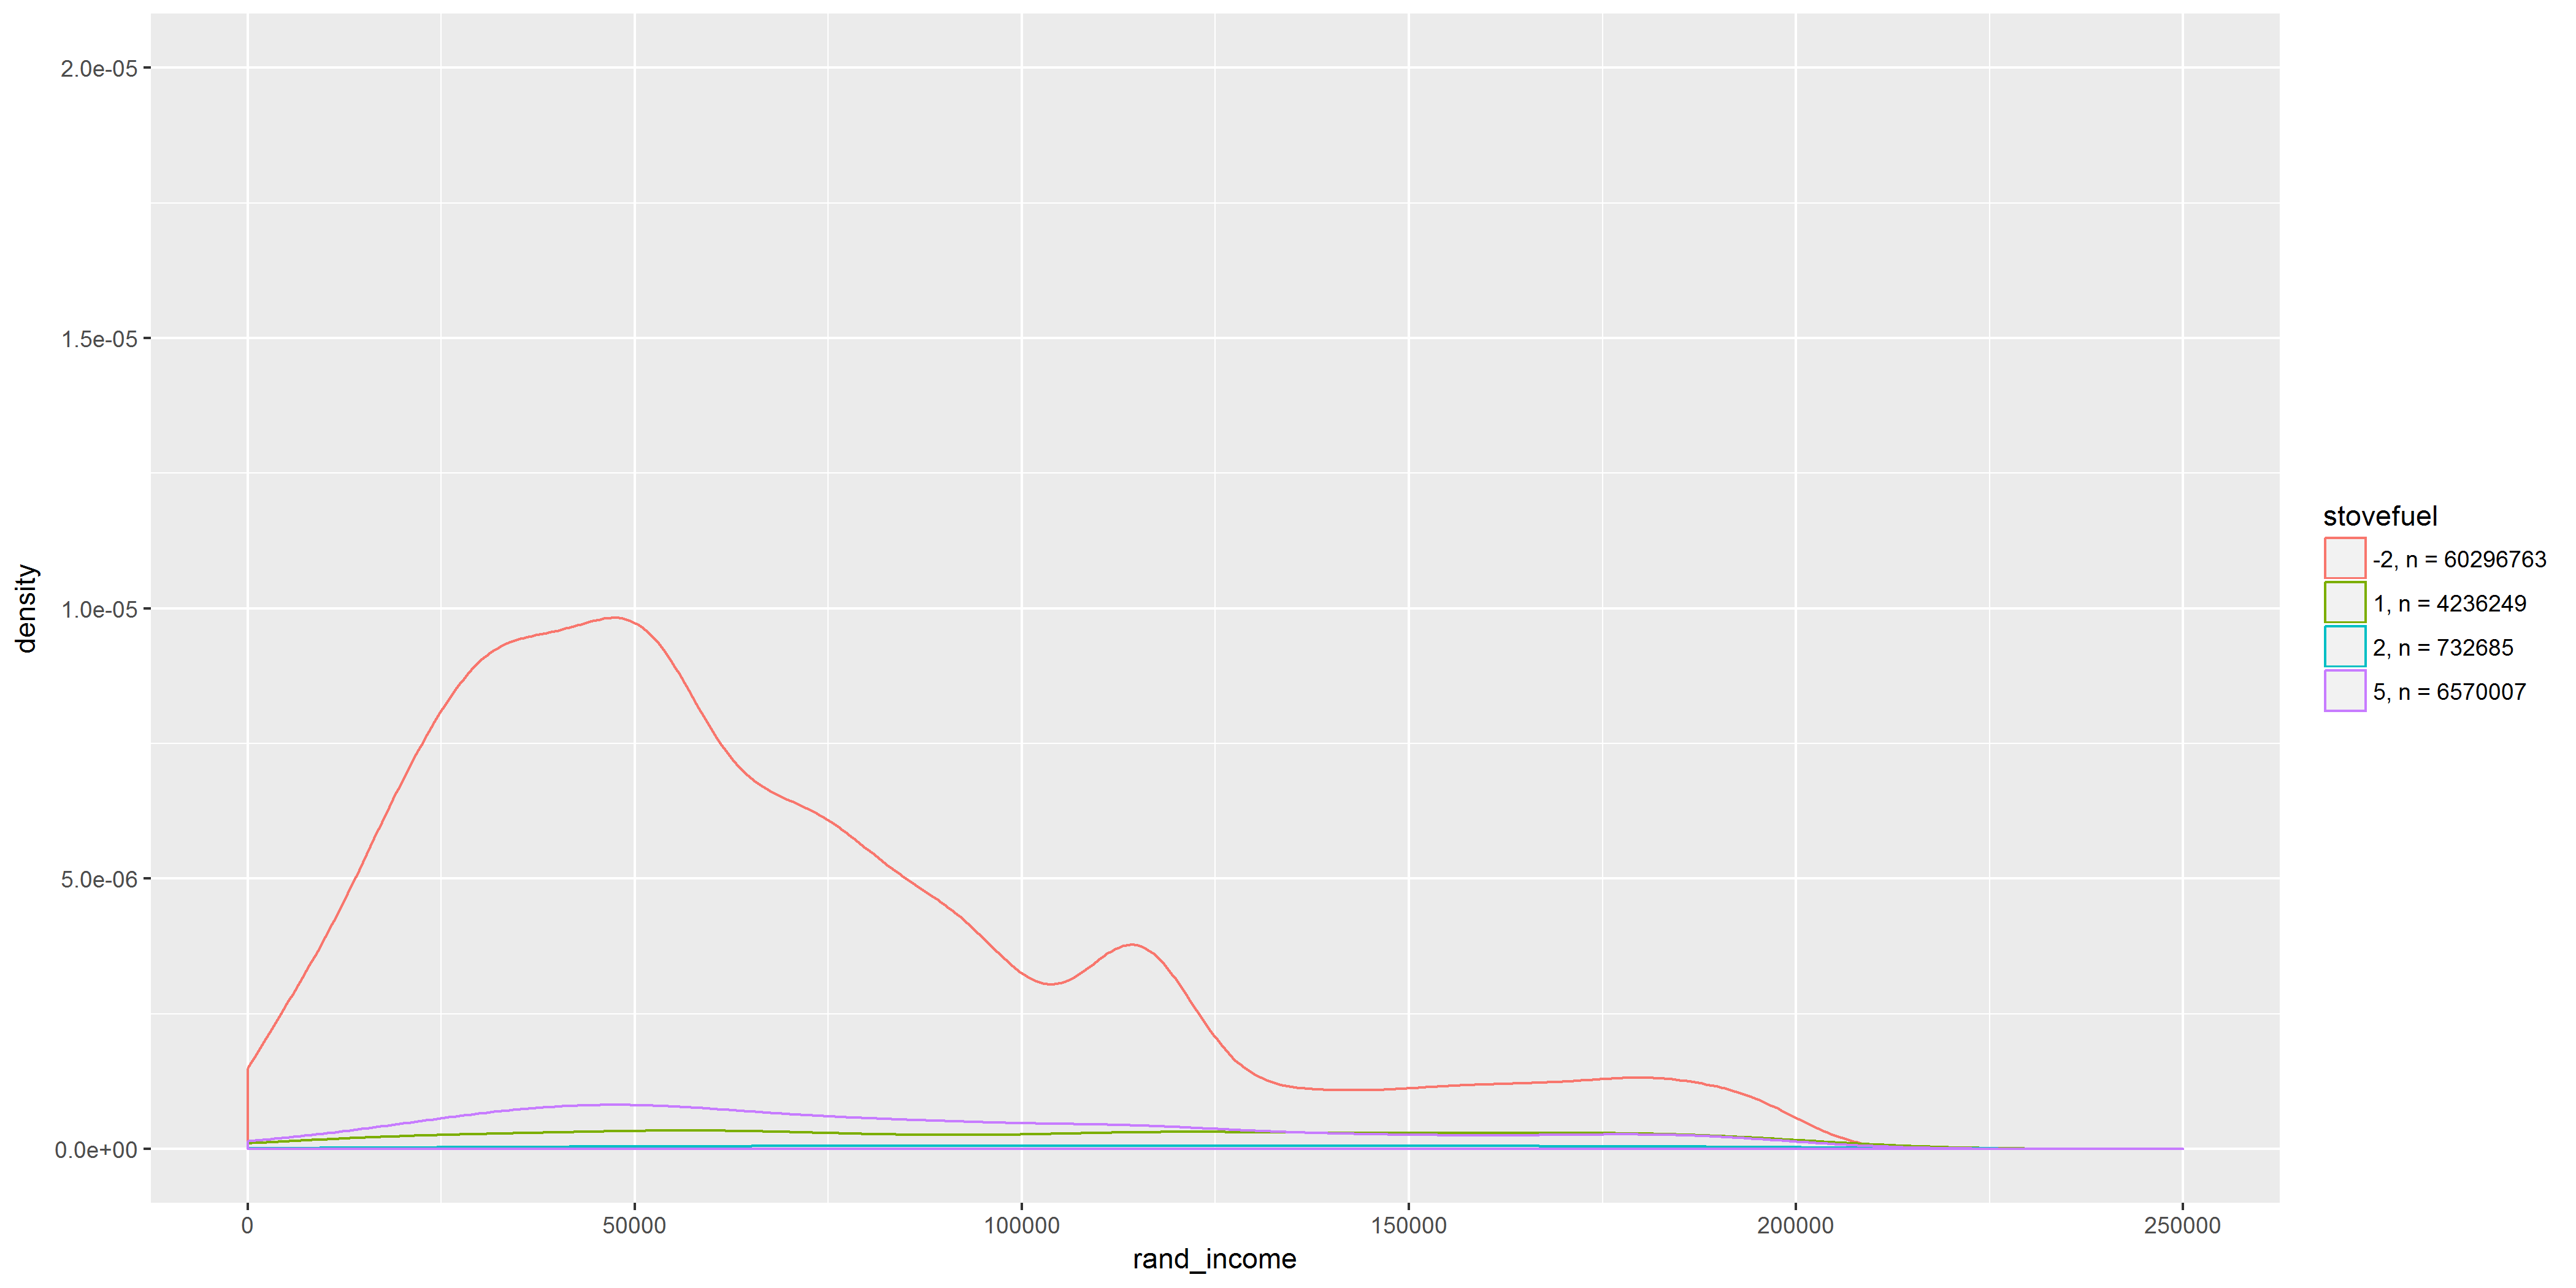 2.0e-05
1.5e-05
1.0e-05
5.0e-06
0.0e+00
density
0 50000 100000 150000 200000 250000
rand_income
stovefuel
-2, n = 60296763
1, n = 4236249
2, n = 732685
5, n = 6570007